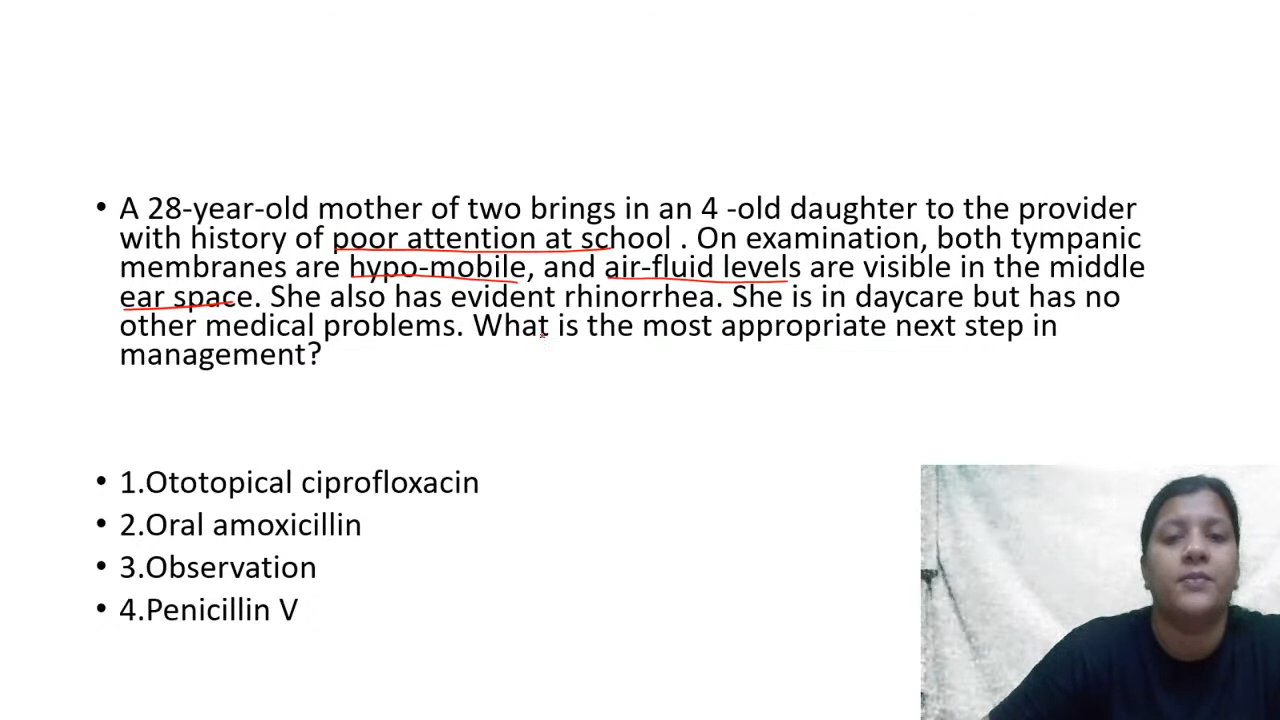 • A 28-year-old mother of two brings in an 4 -old daughter to the provider
with history of poor attention at school . On examination, both tympanic
membranes are hypo-mobile, and air-fluid levels are visible in the middle
ear space. She also has evident rhinorrhea. She is in daycare but has no
other medical problems. What is the most appropriate next step in
management?
• 1.Ototopical ciprofloxacin
• 2.Oral amoxicillin
• 3.Observation
• 4.Penicillin V